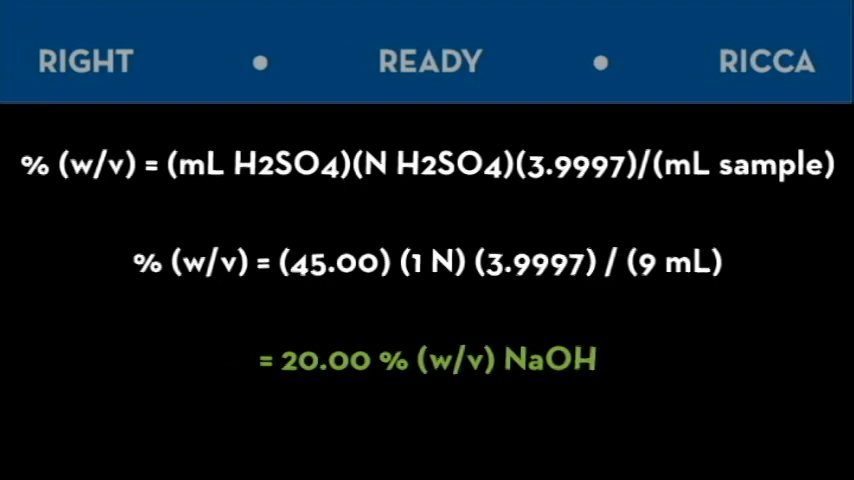 RIGHT • READY • RICCA
% (w/v) = (mL H2SO4)(N H2SO4)(3.9997)/(mL sample)
% (w/v) = (45.00) (1 N) (3.9997) / (9 mL)
= 20.00 % (w/v) NaOH